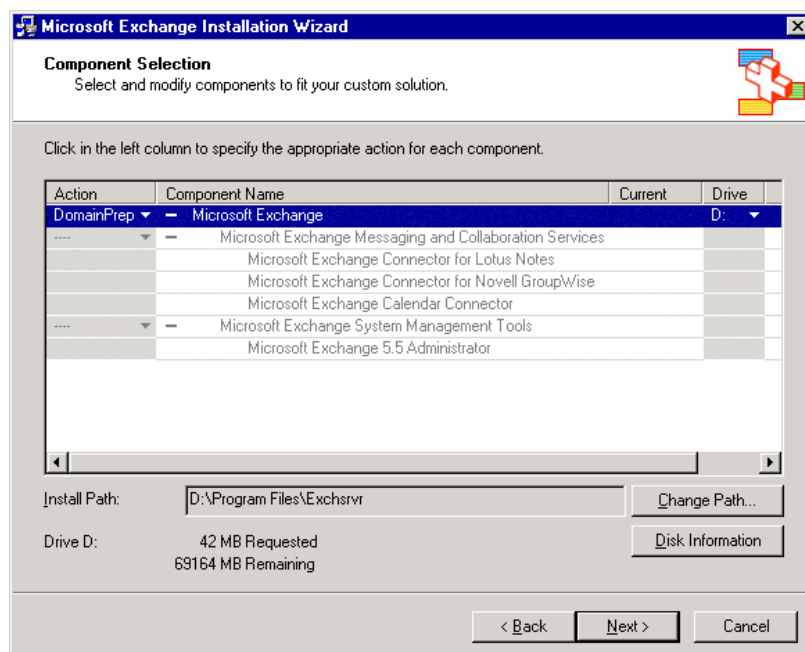 Microsoft Exchange Installation Wizard
Component Selection
Select and modify components to fit your custom solution.
Click in the left column to specify the appropriate action for each component.
Action Component Name Current Drive
DomainPrep Microsoft Exchange D:
---- Microsoft Exchange Messaging and Collaboration Services
Microsoft Exchange Connector for Lotus Notes
Microsoft Exchange Connector for Novell GroupWise
Microsoft Exchange Calendar Connector
---- Microsoft Exchange System Management Tools
Microsoft Exchange 5.5 Administrator
Install Path: D:\Program Files\Exchsrvr Change Path...
Drive D: 42 MB Requested Disk Information
69164 MB Remaining
< Back Next > Cancel